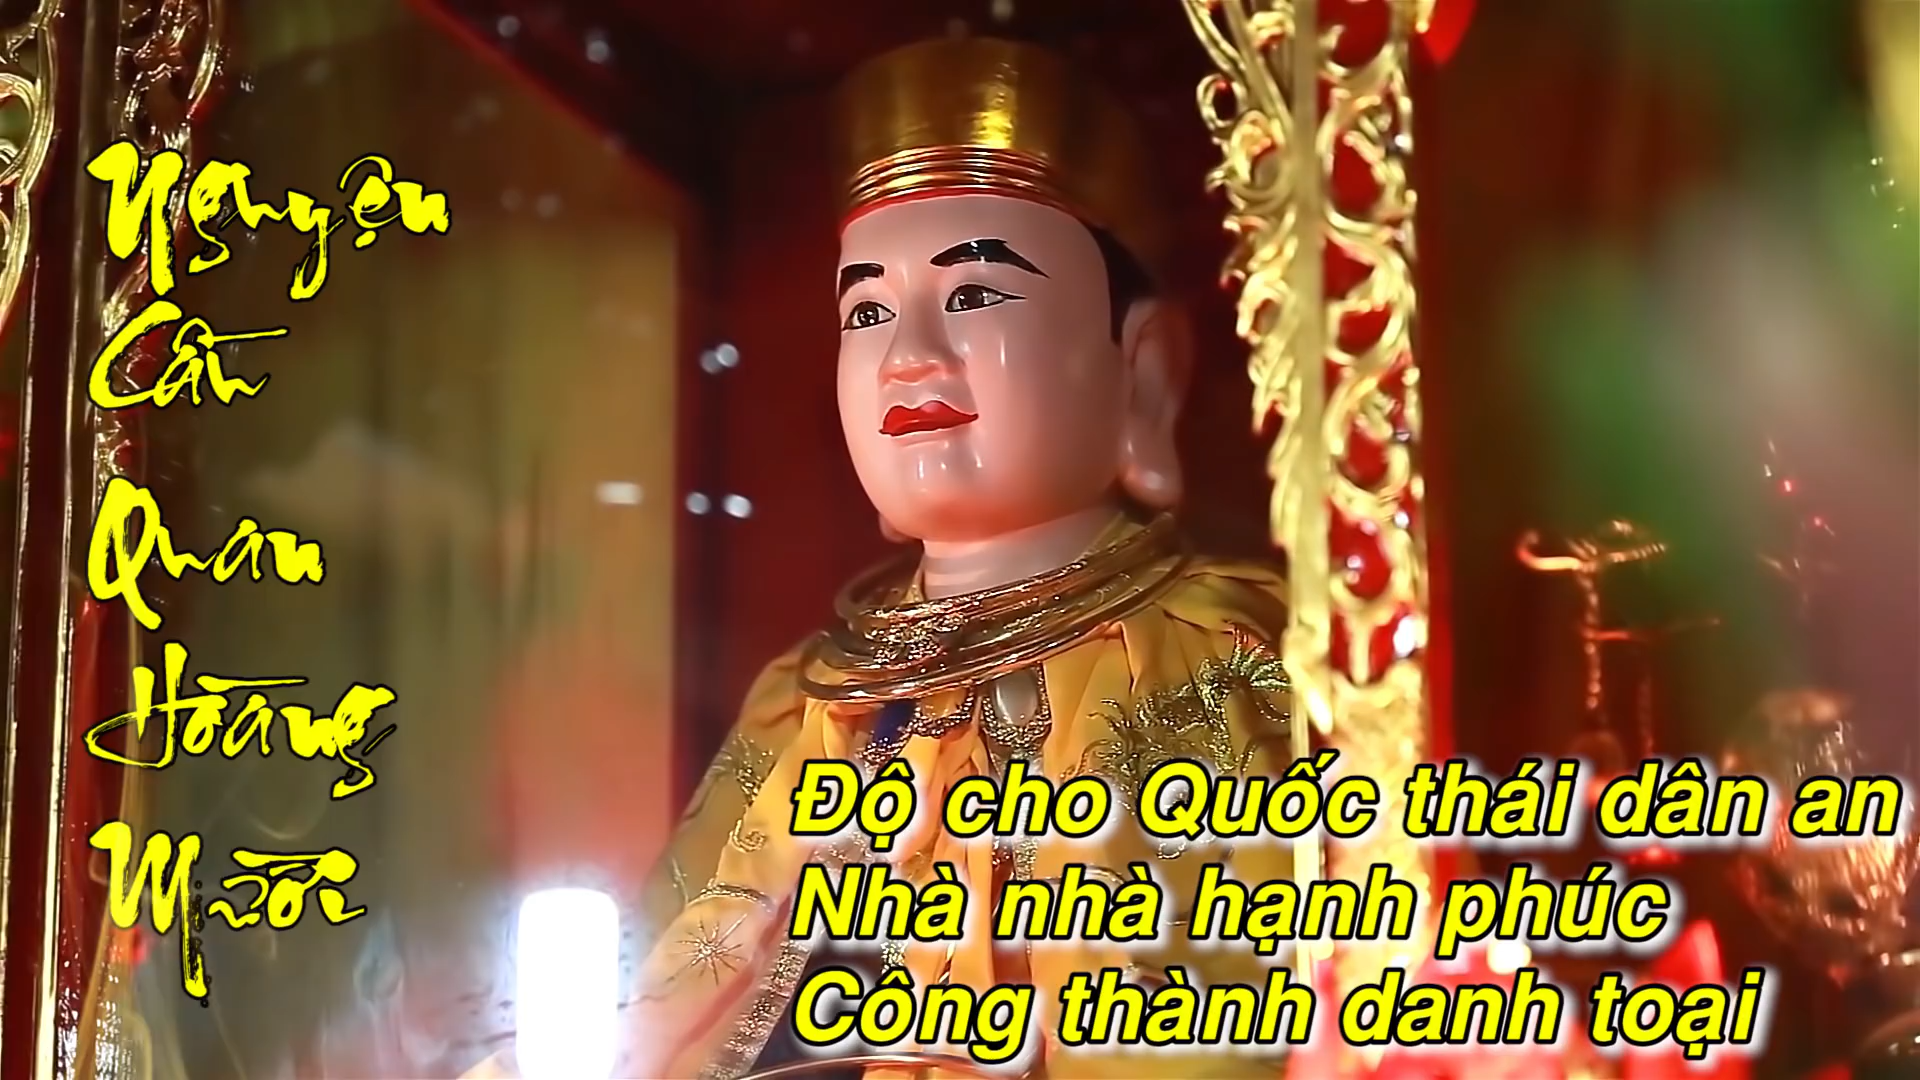 Nguyện
Cầu
Quan
Hoàng
Mười
Độ cho Quốc thái dân an
Nhà nhà hạnh phúc
Công thành danh toại